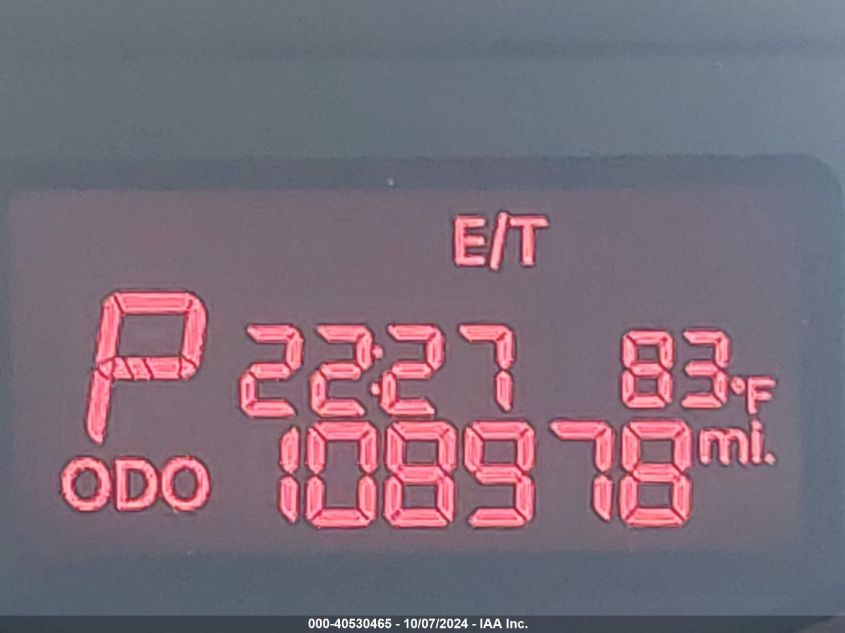 E/T
P 22:27 83°F
ODO 108978 mi.
000-40530465 - 10/07/2024 - IAA Inc.